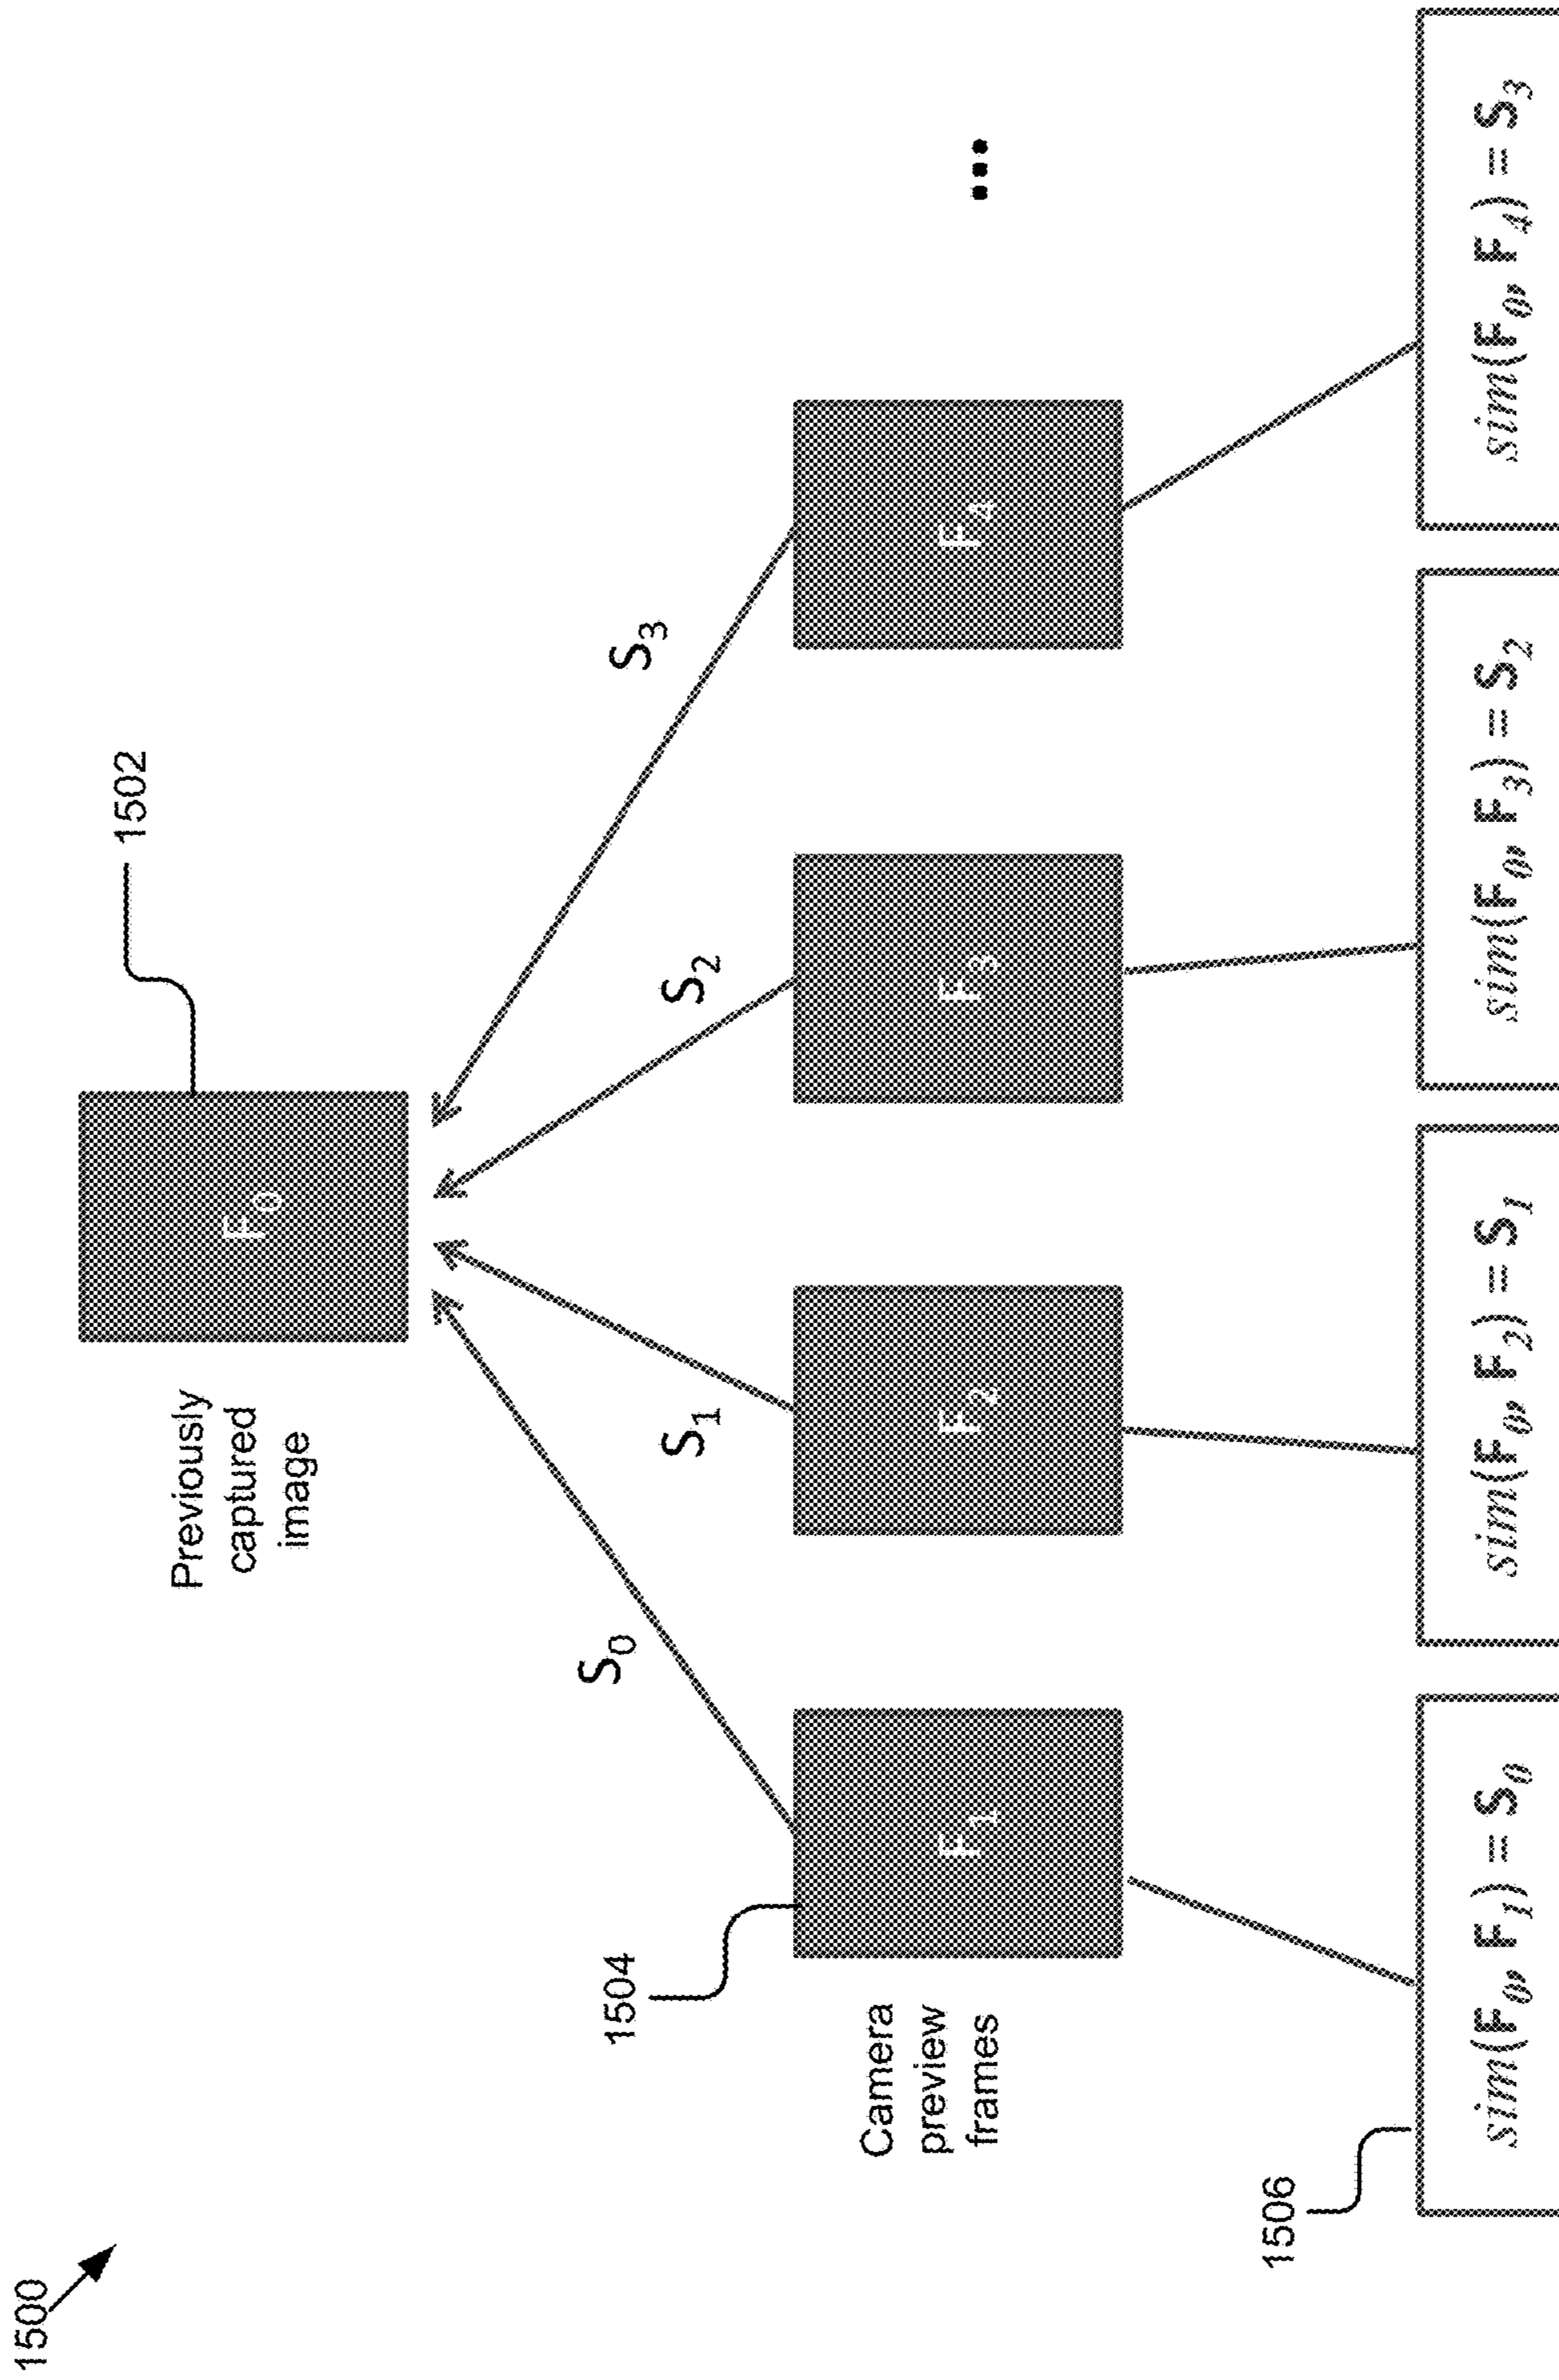 1500
1502
Previously
captured
image
F₀
S₀
S₁
S₂
S₃
1504
Camera
preview
frames
F₁
F₂
F₃
F₄
...
1506
sim(F₀, F₁) = S₀
sim(F₀, F₂) = S₁
sim(F₀, F₃) = S₂
sim(F₀, F₄) = S₃